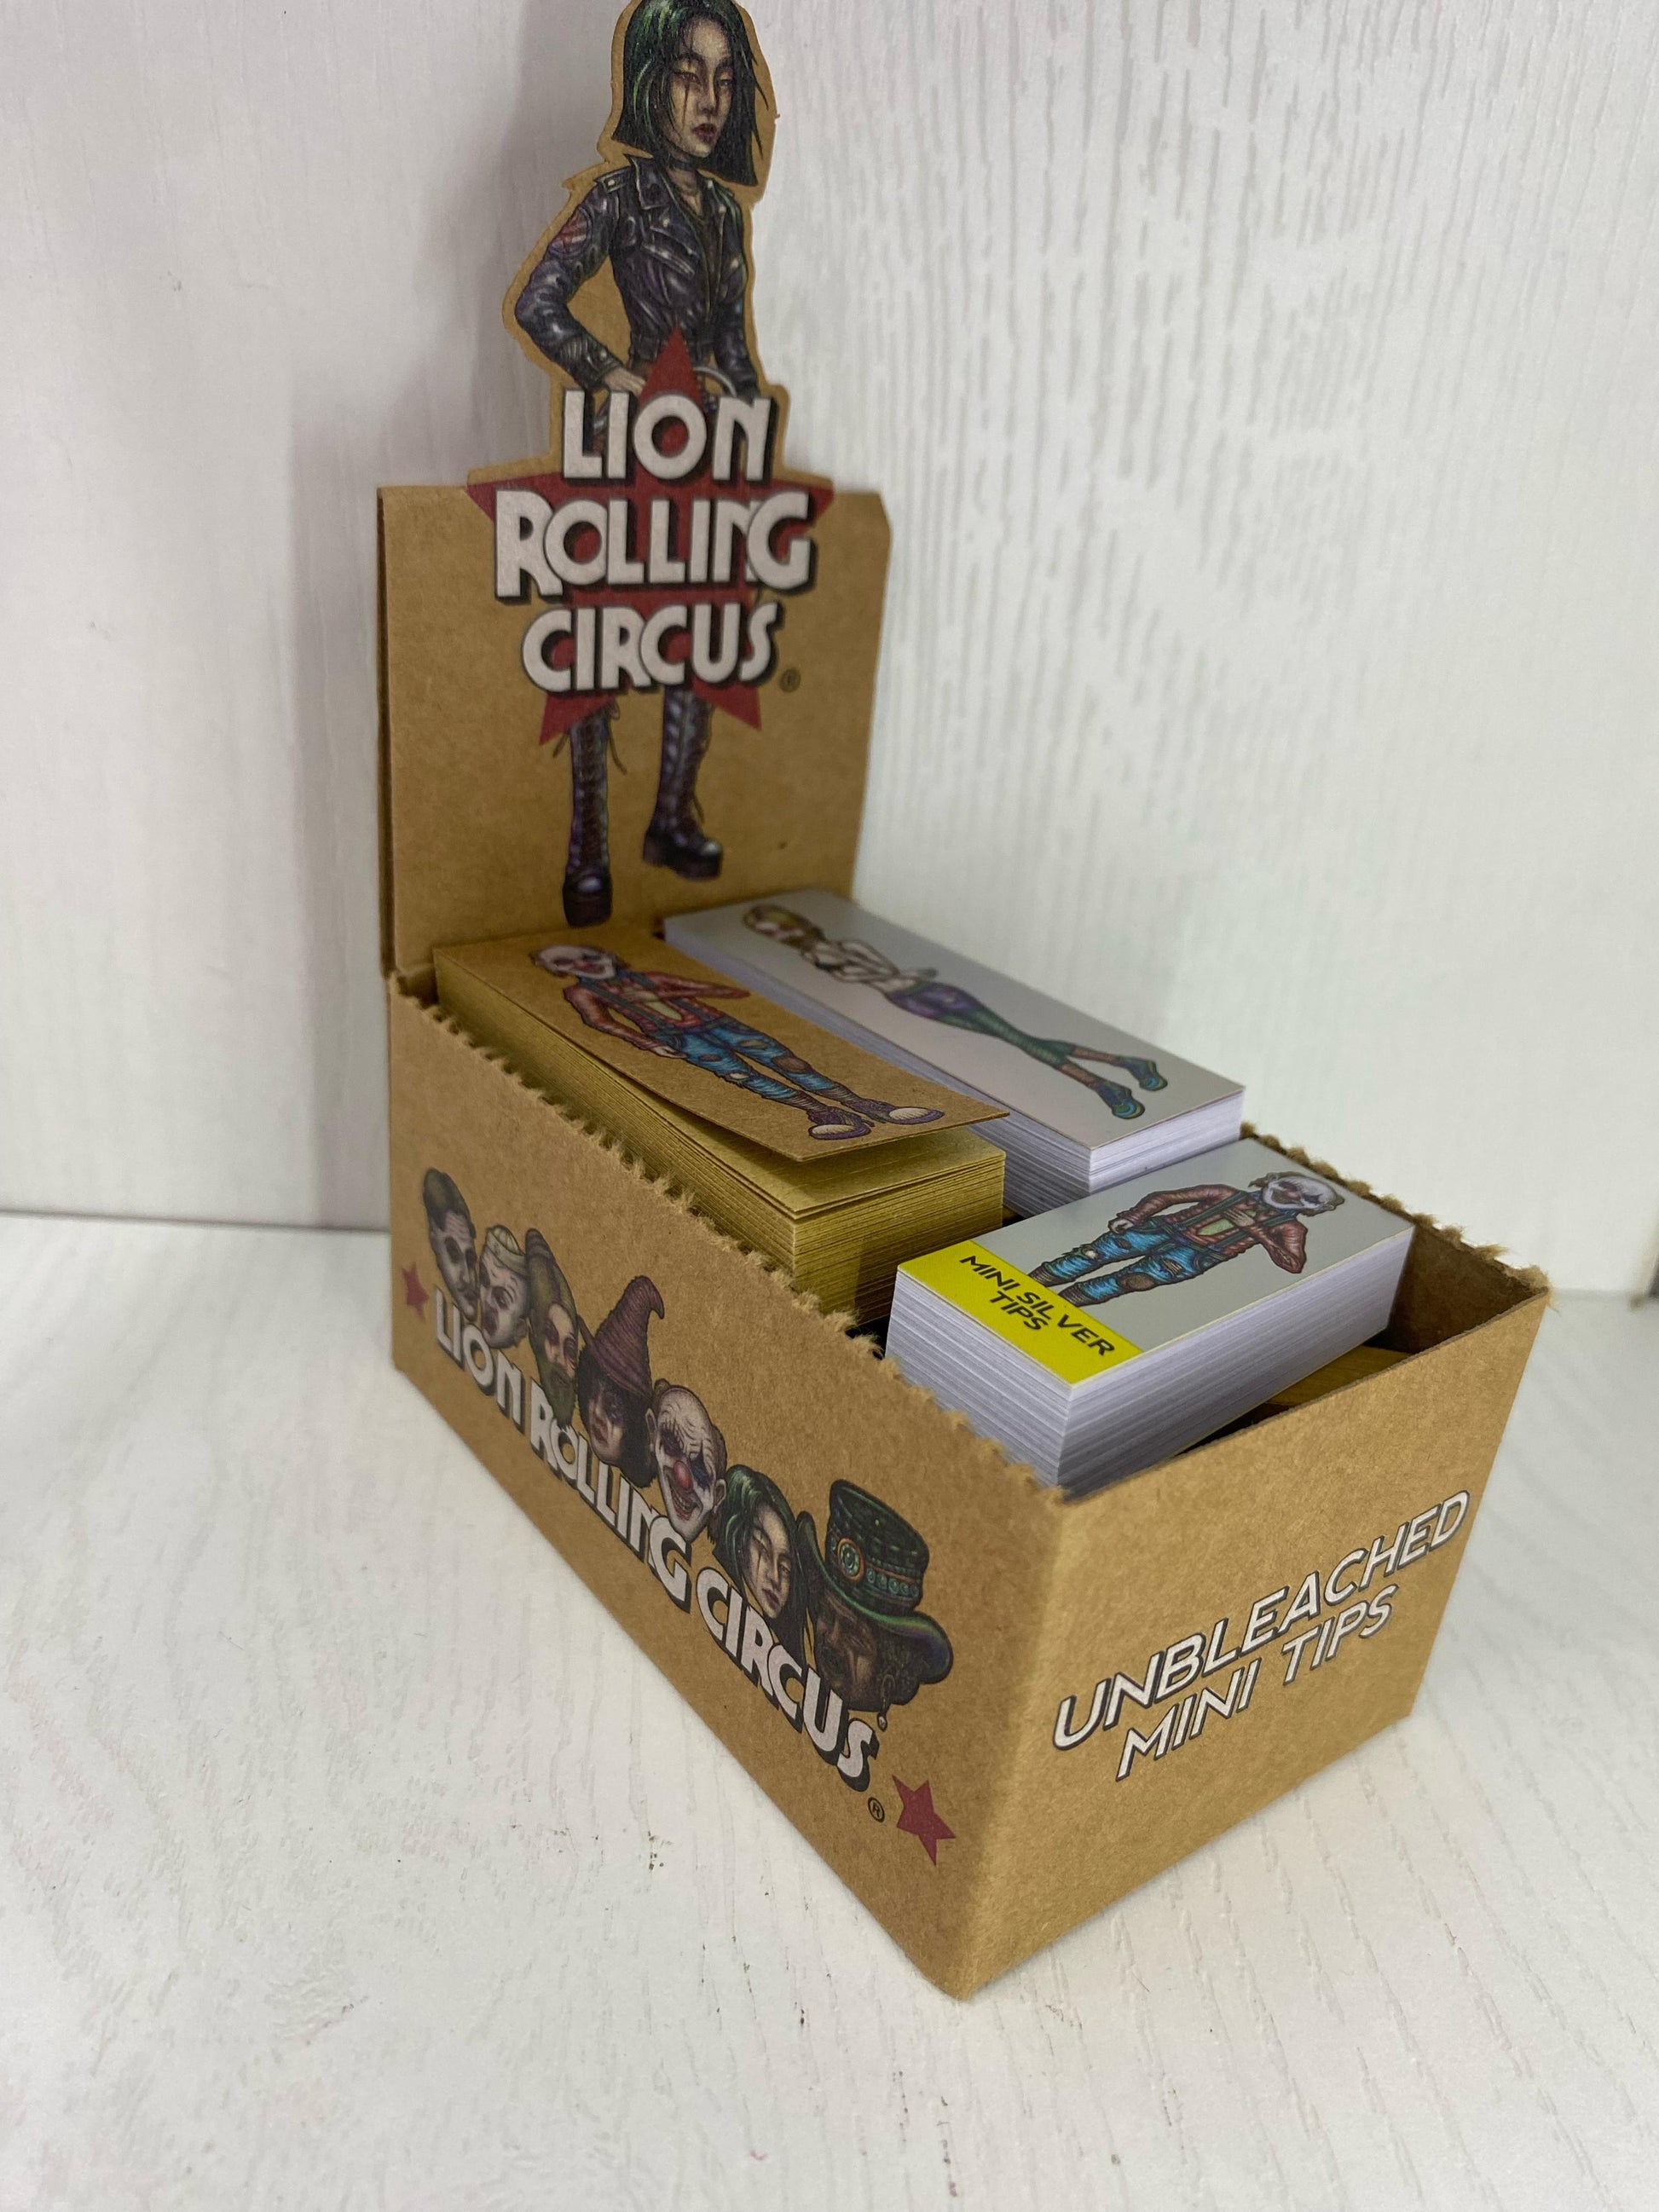 LION
ROLLING
CIRCUS
®
MINI SILVER
TIPS
LION ROLLING CIRCUS
®
UNBLEACHED
MINI TIPS